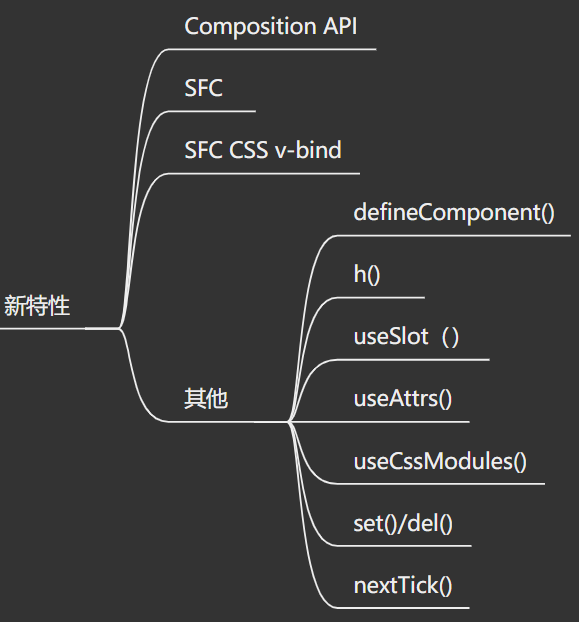 Composition API
SFC
SFC CSS v-bind
defineComponent()
h()
新特性
useSlot（）
其他
useAttrs()
useCssModules()
set()/del()
nextTick()